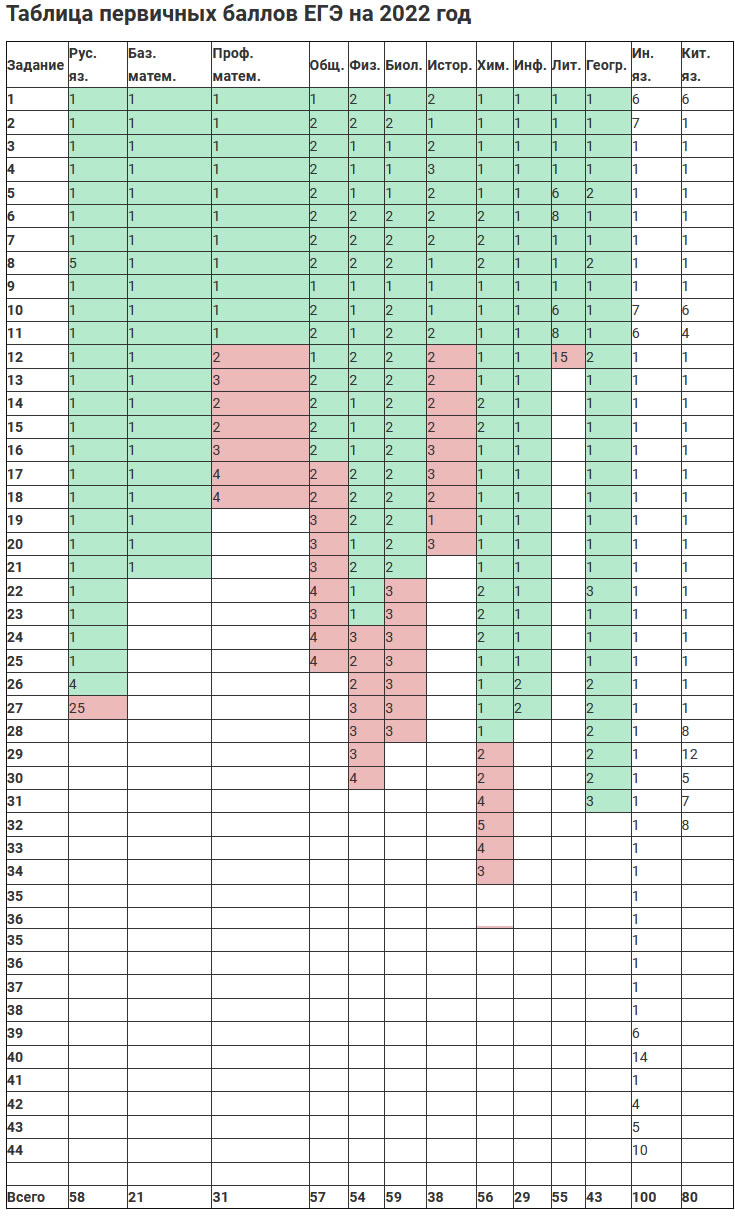 Таблица первичных баллов ЕГЭ на 2022 год
Задание Рус. яз. Баз. матем. Проф. матем. Общ. Физ. Биол. Истор. Хим. Инф. Лит. Геогр. Ин. яз. Кит. яз.
1 1 1 1 1 2 1 2 1 1 1 1 6 6
2 1 1 1 2 2 2 1 1 1 1 1 7 1
3 1 1 1 2 1 1 2 1 1 1 1 1 1
4 1 1 1 2 1 1 3 1 1 1 1 1 1
5 1 1 1 2 1 1 2 1 1 6 2 1 1
6 1 1 1 2 2 2 2 2 1 8 1 1 1
7 1 1 1 2 2 2 2 2 1 1 1 1 1
8 5 1 1 2 2 2 1 2 1 1 2 1 1
9 1 1 1 1 1 1 1 1 1 1 1 1 1
10 1 1 1 2 1 2 1 1 1 6 1 7 6
11 1 1 1 2 1 2 2 1 1 8 1 6 4
12 1 1 2 1 2 2 2 1 1 15 2 1 1
13 1 1 3 2 2 2 2 1 1 1 1 1
14 1 1 2 2 1 2 2 2 1 1 1 1
15 1 1 2 2 1 2 2 2 1 1 1 1
16 1 1 3 2 1 2 3 1 1 1 1 1
17 1 1 4 2 2 2 3 1 1 1 1 1
18 1 1 4 2 2 2 2 1 1 1 1 1
19 1 1 3 2 2 1 1 1 1 1 1
20 1 1 3 1 2 3 1 1 1 1 1
21 1 1 3 2 2 1 1 1 1 1
22 1 4 1 3 2 1 3 1 1
23 1 3 1 3 2 1 1 1 1
24 1 4 3 3 2 1 1 1 1
25 1 4 2 3 1 1 1 1 1
26 4 2 3 1 2 2 1 1
27 25 3 3 1 2 2 1 1
28 3 3 1 2 1 8
29 3 2 2 1 12
30 4 2 2 1 5
31 4 3 1 7
32 5 1 8
33 4 1
34 3 1
35 1
36 1
35 1
36 1
37 1
38 1
39 6
40 14
41 1
42 4
43 5
44 10
Всего 58 21 31 57 54 59 38 56 29 55 43 100 80